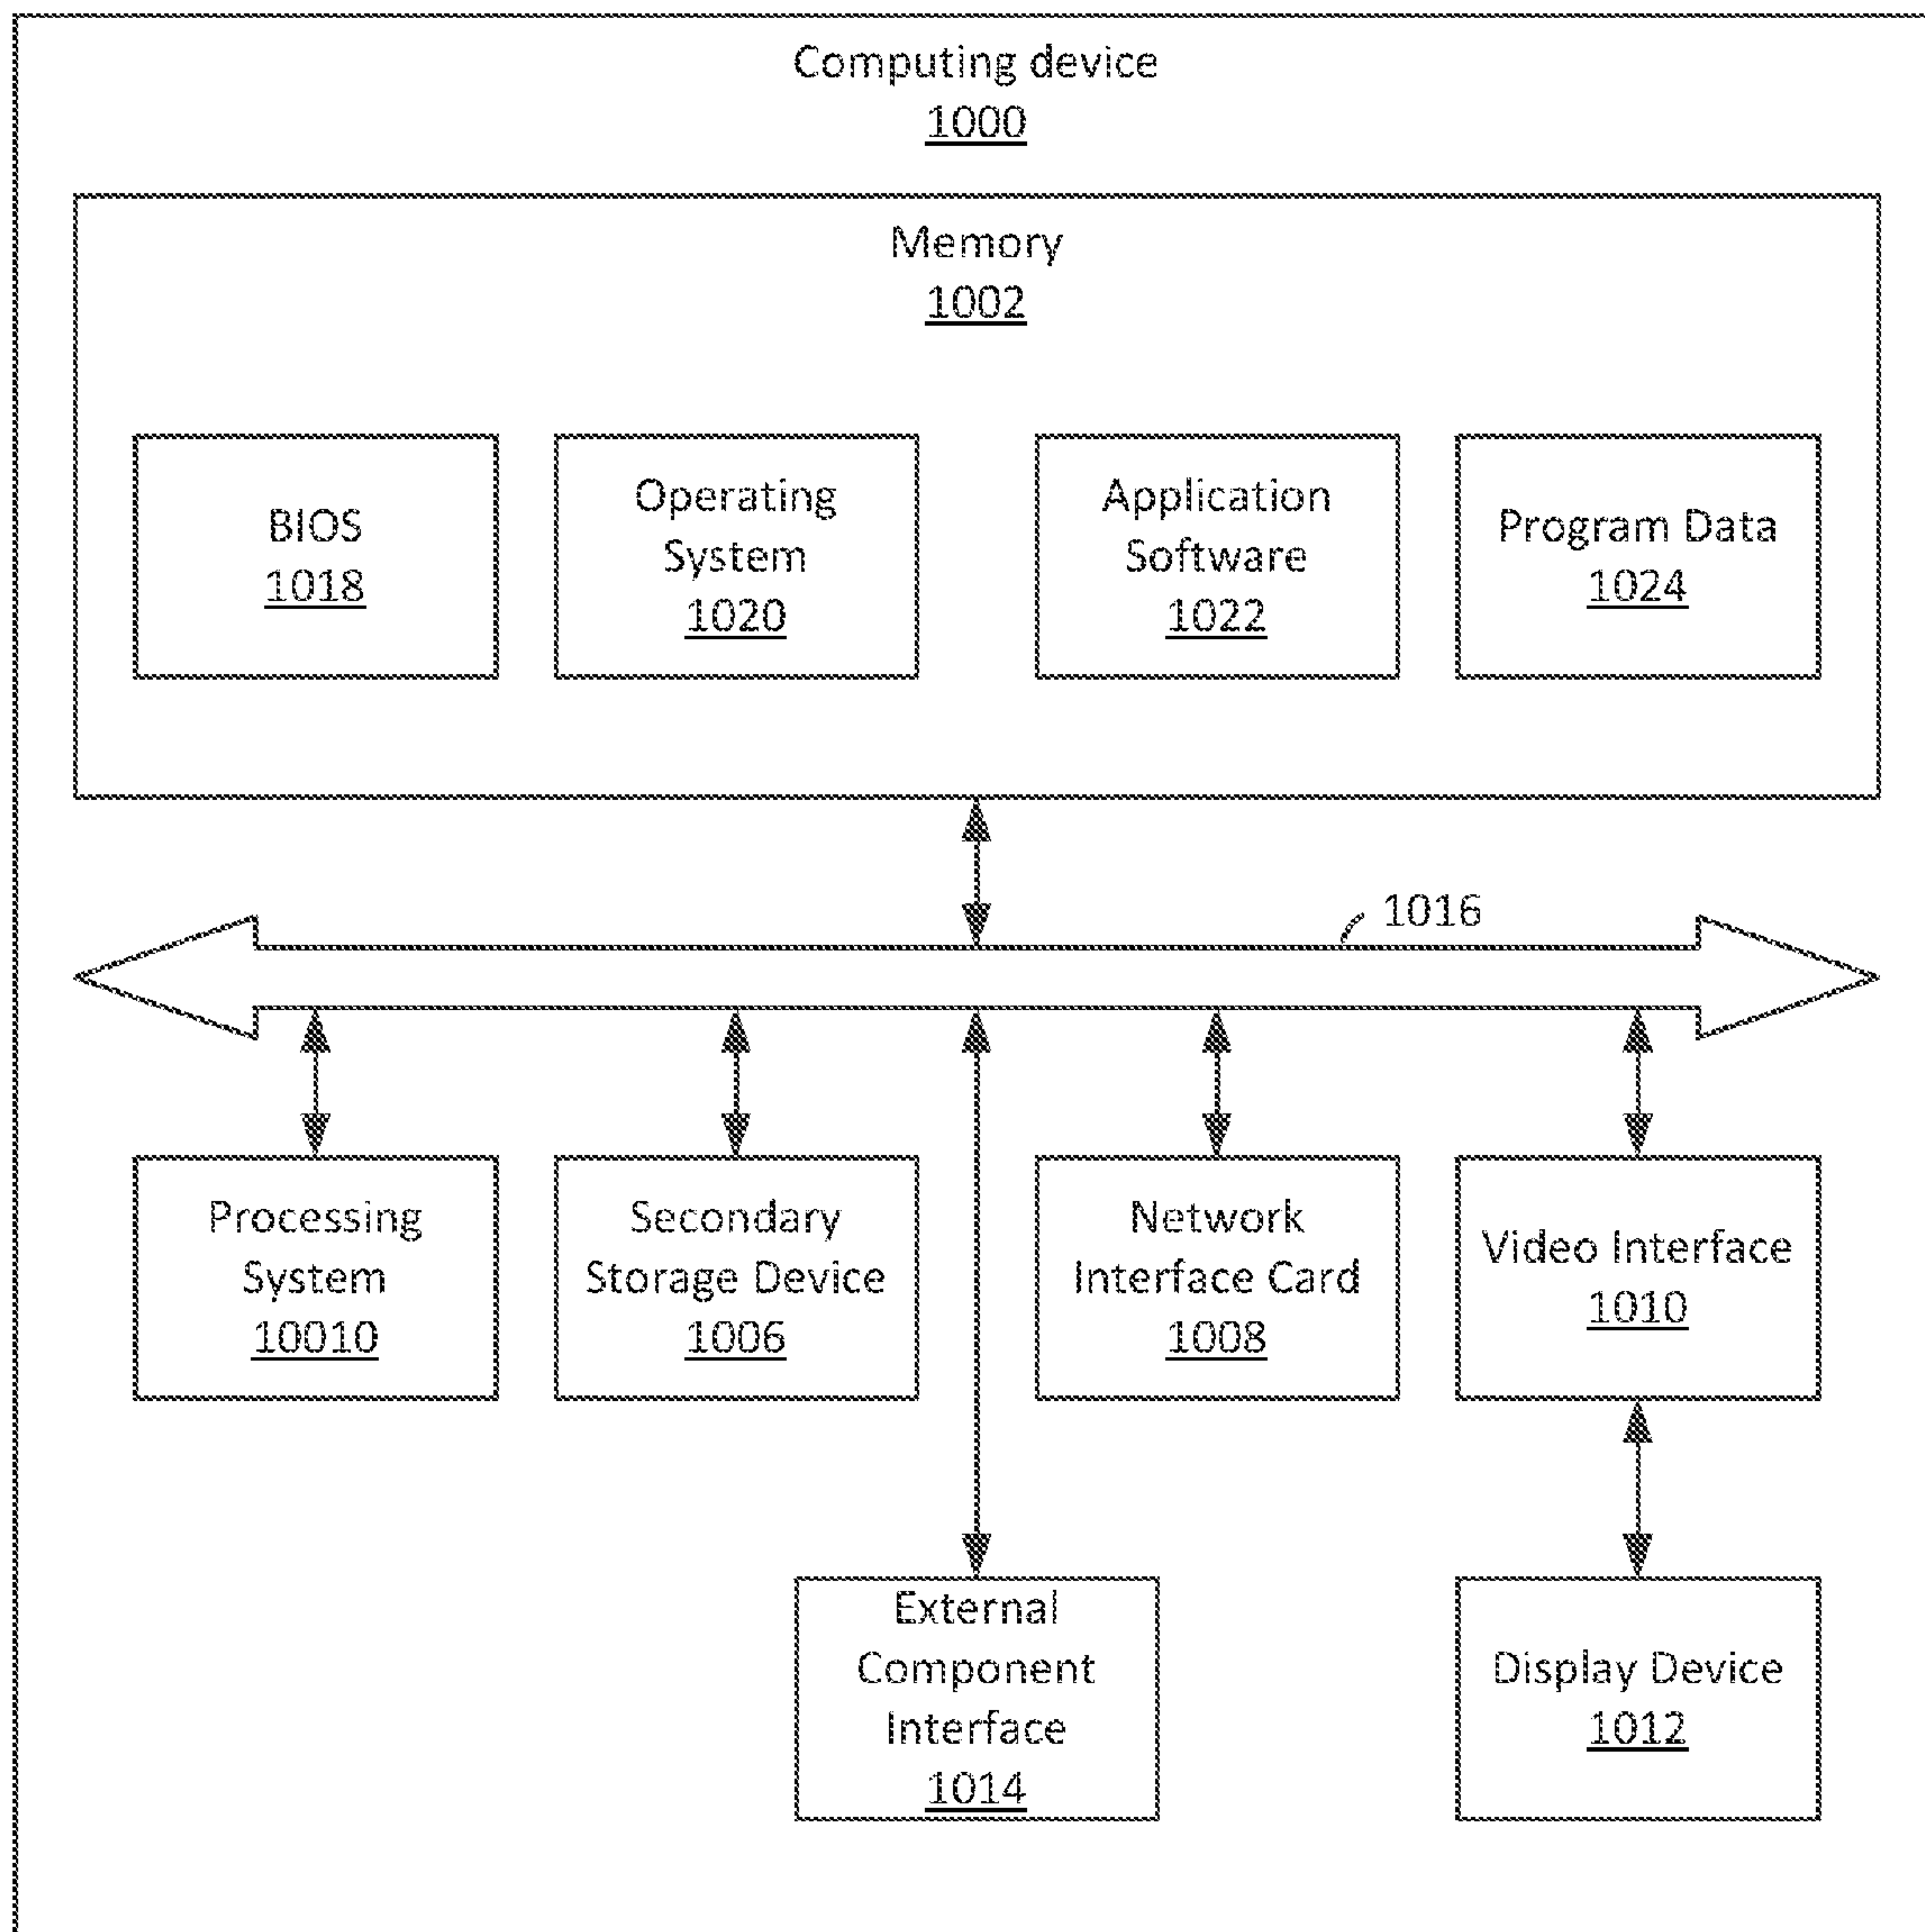 Computing device
1000
Memory
1002
BIOS
1018
Operating
System
1020
Application
Software
1022
Program Data
1024
1016
Processing
System
10010
Secondary
Storage Device
1006
Network
Interface Card
1008
Video Interface
1010
External
Component
Interface
1014
Display Device
1012